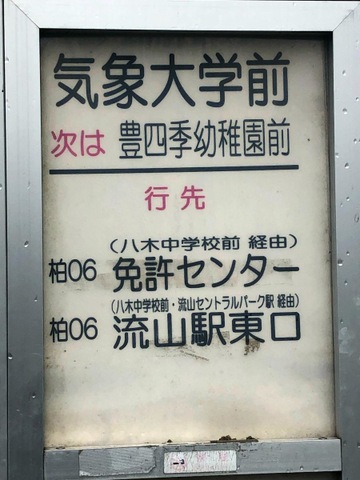 気象大学前
次は 豊四季幼稚園前
行先
(八木中学校前 経由)
柏06 免許センター
(八木中学校前・流山セントラルパーク駅 経由)
柏06 流山駅東口